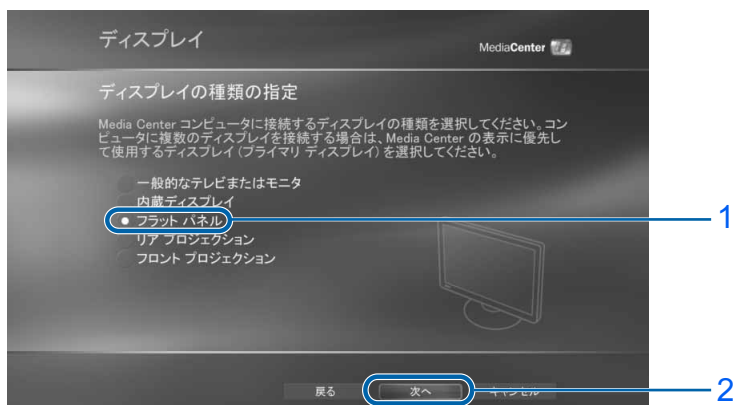 ディスプレイ
MediaCenter
ディスプレイの種類の指定
Media Center コンピュータに接続するディスプレイの種類を選択してください。コン
ピュータに複数のディスプレイを接続する場合は、Media Center の表示に優先し
て使用するディスプレイ (プライマリ ディスプレイ) を選択してください。
一般的なテレビまたはモニタ
内蔵ディスプレイ
フラット パネル
1
リア プロジェクション
フロント プロジェクション
戻る
次へ
キャンセル
2